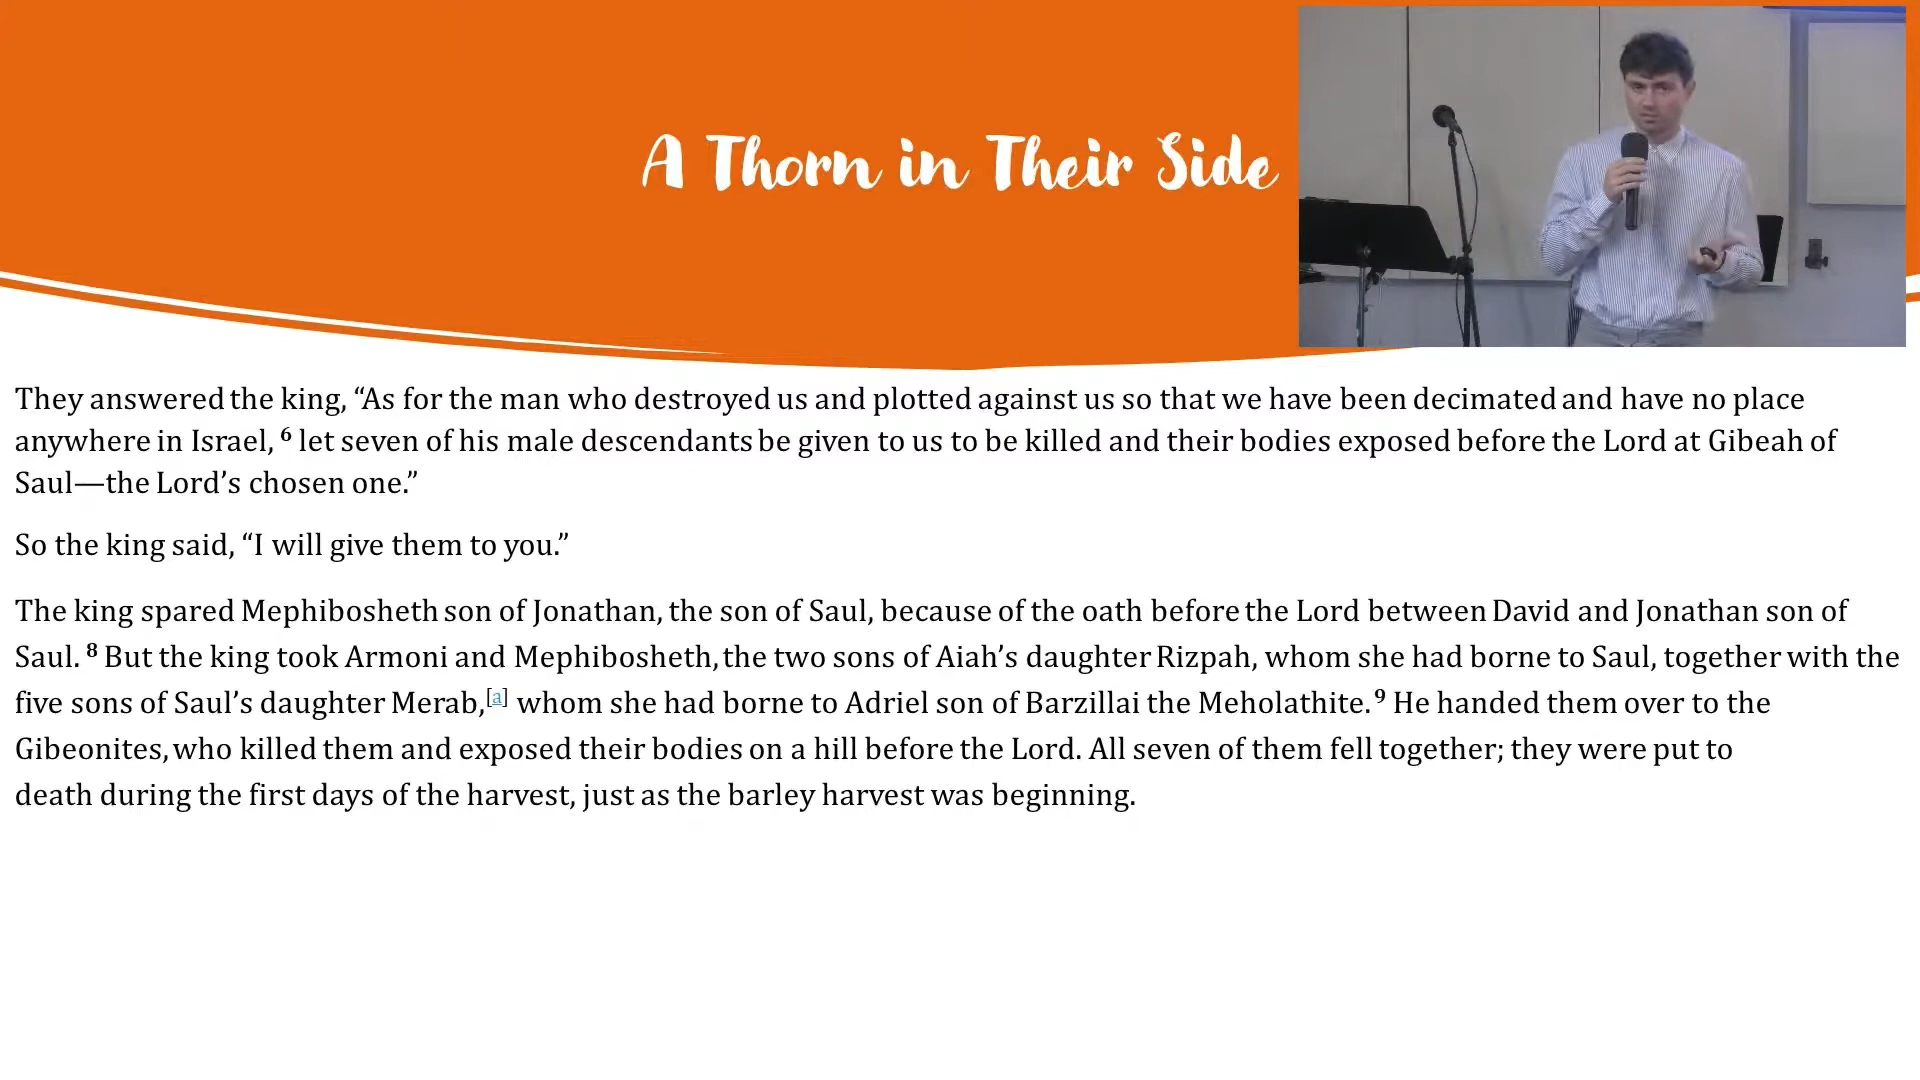 A Thorn in Their Side
They answered the king, “As for the man who destroyed us and plotted against us so that we have been decimated and have no place
anywhere in Israel, 6 let seven of his male descendants be given to us to be killed and their bodies exposed before the Lord at Gibeah of
Saul—the Lord’s chosen one.”
So the king said, “I will give them to you.”
The king spared Mephibosheth son of Jonathan, the son of Saul, because of the oath before the Lord between David and Jonathan son of
Saul. 8 But the king took Armoni and Mephibosheth, the two sons of Aiah’s daughter Rizpah, whom she had borne to Saul, together with the
five sons of Saul’s daughter Merab,[a] whom she had borne to Adriel son of Barzillai the Meholathite. 9 He handed them over to the
Gibeonites, who killed them and exposed their bodies on a hill before the Lord. All seven of them fell together; they were put to
death during the first days of the harvest, just as the barley harvest was beginning.